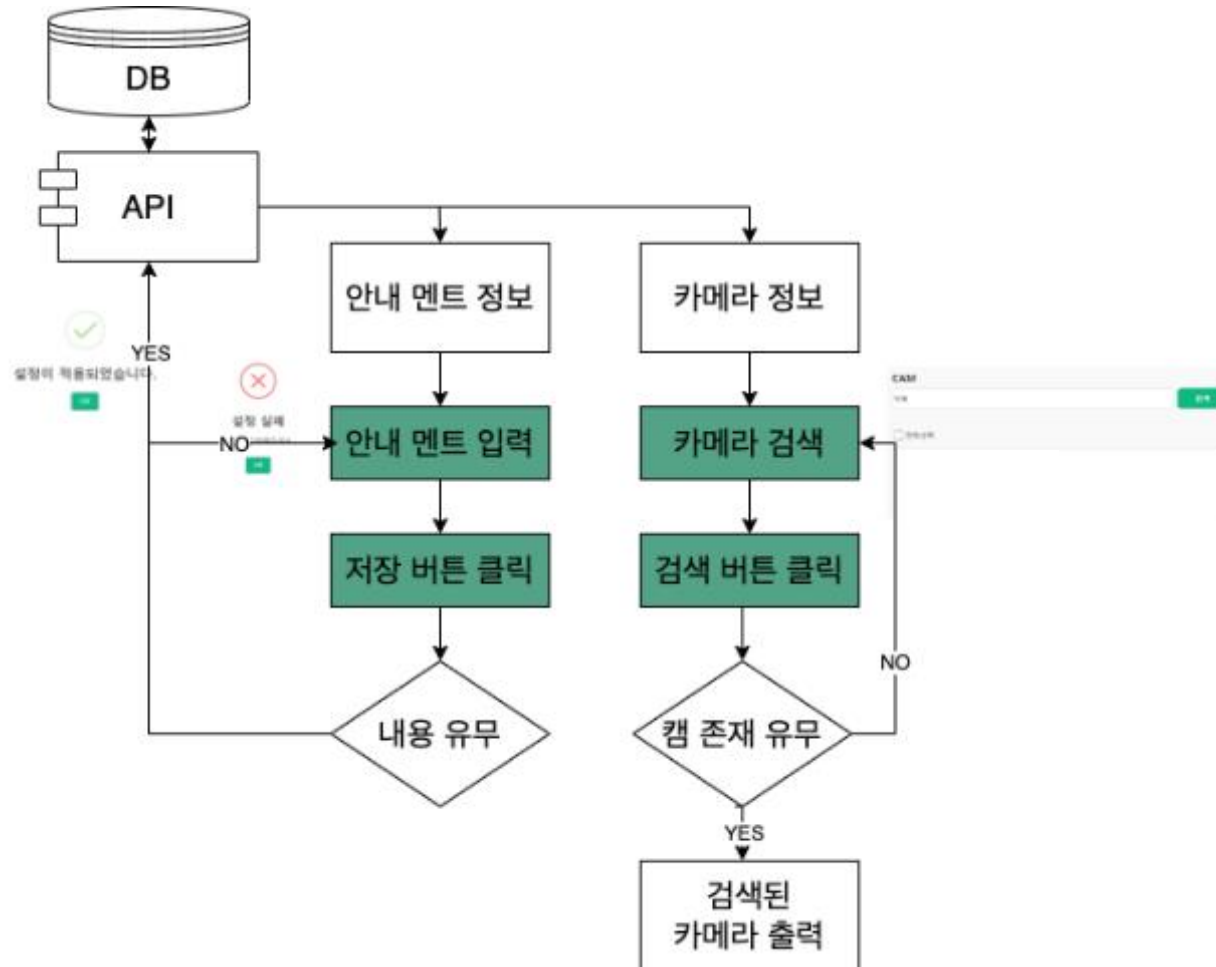 DB
API
안내 멘트 정보
카메라 정보
YES
설정이 적용되었습니다.
설정 실패
CAM
NO
안내 멘트 입력
카메라 검색
저장 버튼 클릭
검색 버튼 클릭
NO
내용 유무
캠 존재 유무
YES
검색된
카메라 출력